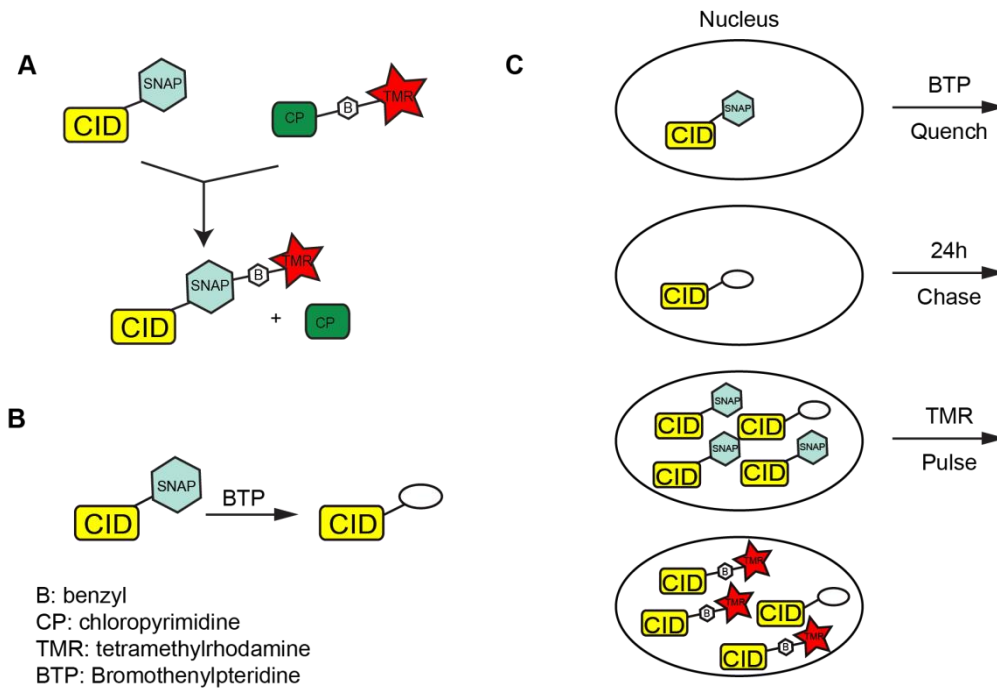 A
SNAP
CID
CP
B
TMR
SNAP
B
TMR
CID
+
CP
B
SNAP
CID
BTP
CID
B: benzyl
CP: chloropyrimidine
TMR: tetramethylrhodamine
BTP: Bromothenylpteridine
C
Nucleus
SNAP
CID
BTP
Quench
CID
24h
Chase
SNAP
CID
CID
SNAP
SNAP
CID
CID
TMR
Pulse
TMR
B
CID
TMR
B
CID
CID
TMR
B
CID